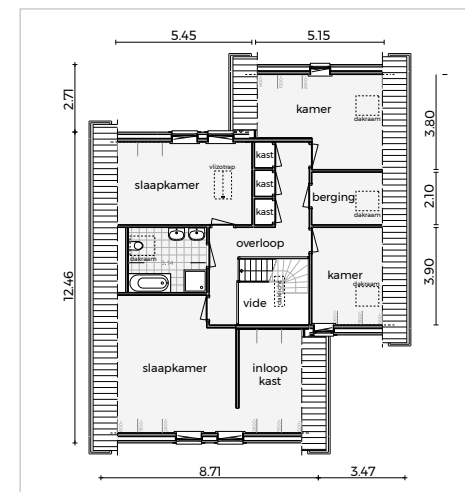 5.45
5.15
2.71
kamer
dakraam
3.80
kast
vlizotrap
slaapkamer
kast
berging
2.10
kast
dakraam
overloop
dakraam
kamer
dakraam
3.90
12.46
vide
slaapkamer
inloop
kast
8.71
3.47